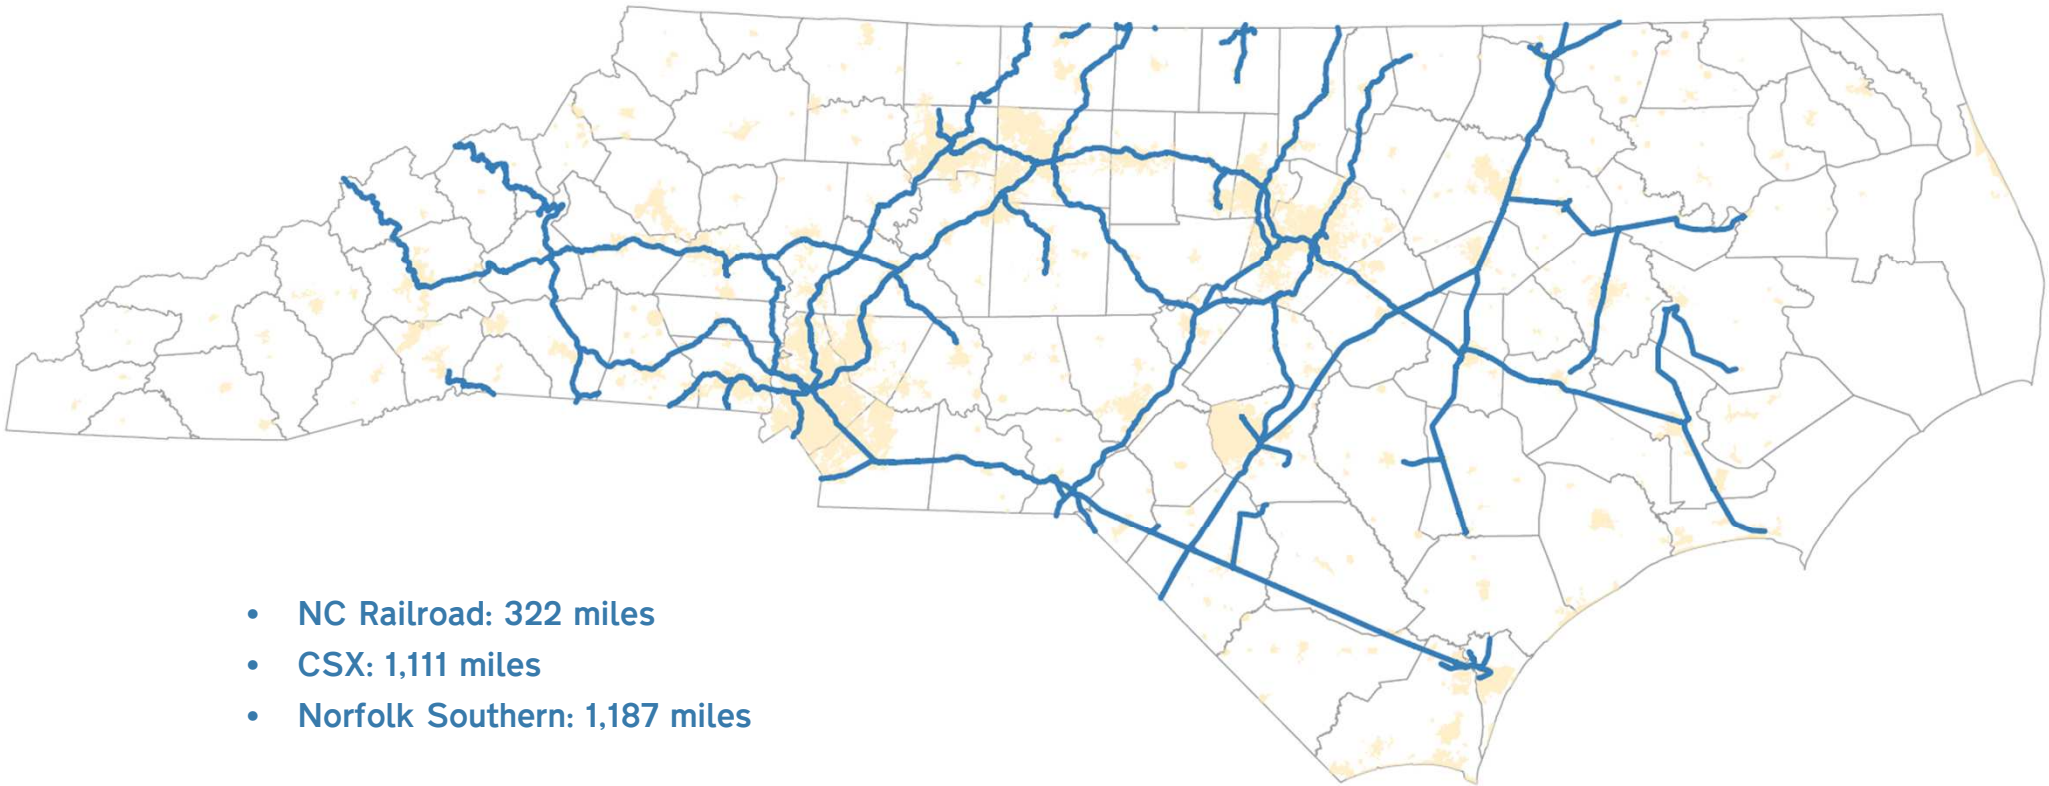 • NC Railroad: 322 miles
• CSX: 1,111 miles
• Norfolk Southern: 1,187 miles